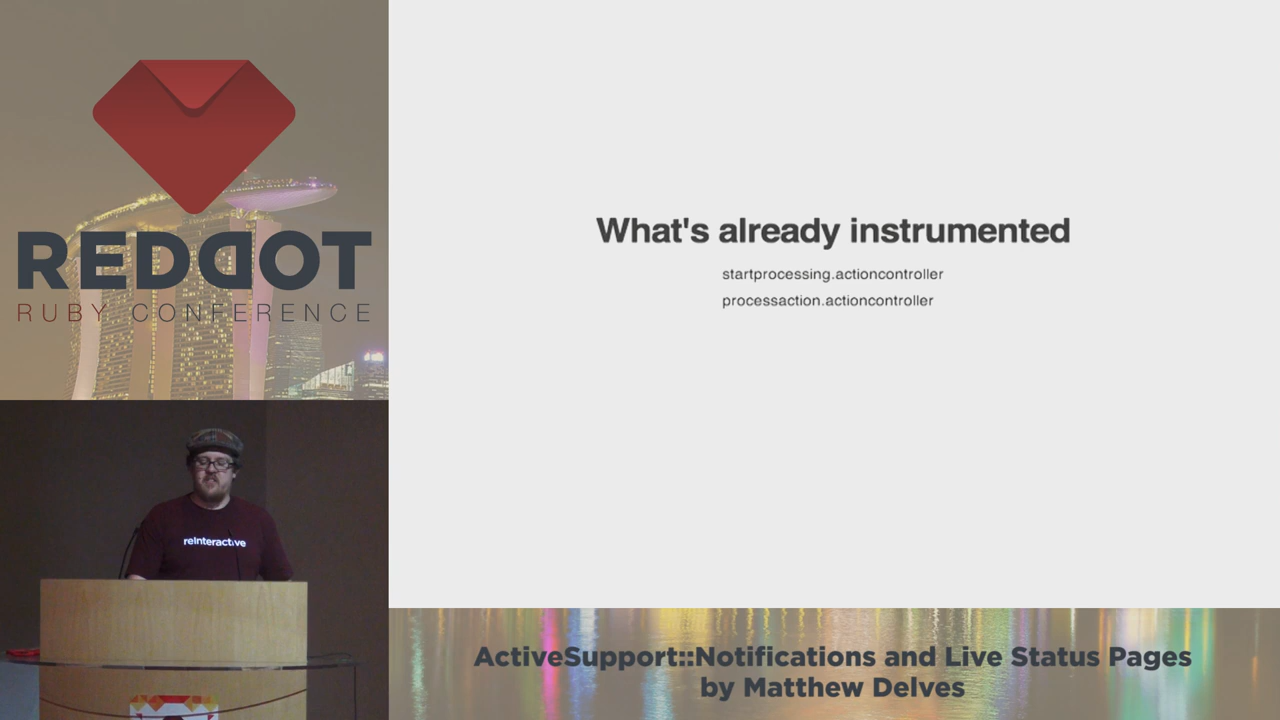 REDDOT
RUBY CONFERENCE
What's already instrumented
startprocessing.actioncontroller
processaction.actioncontroller
reinteractive
ActiveSupport::Notifications and Live Status Pages
by Matthew Delves